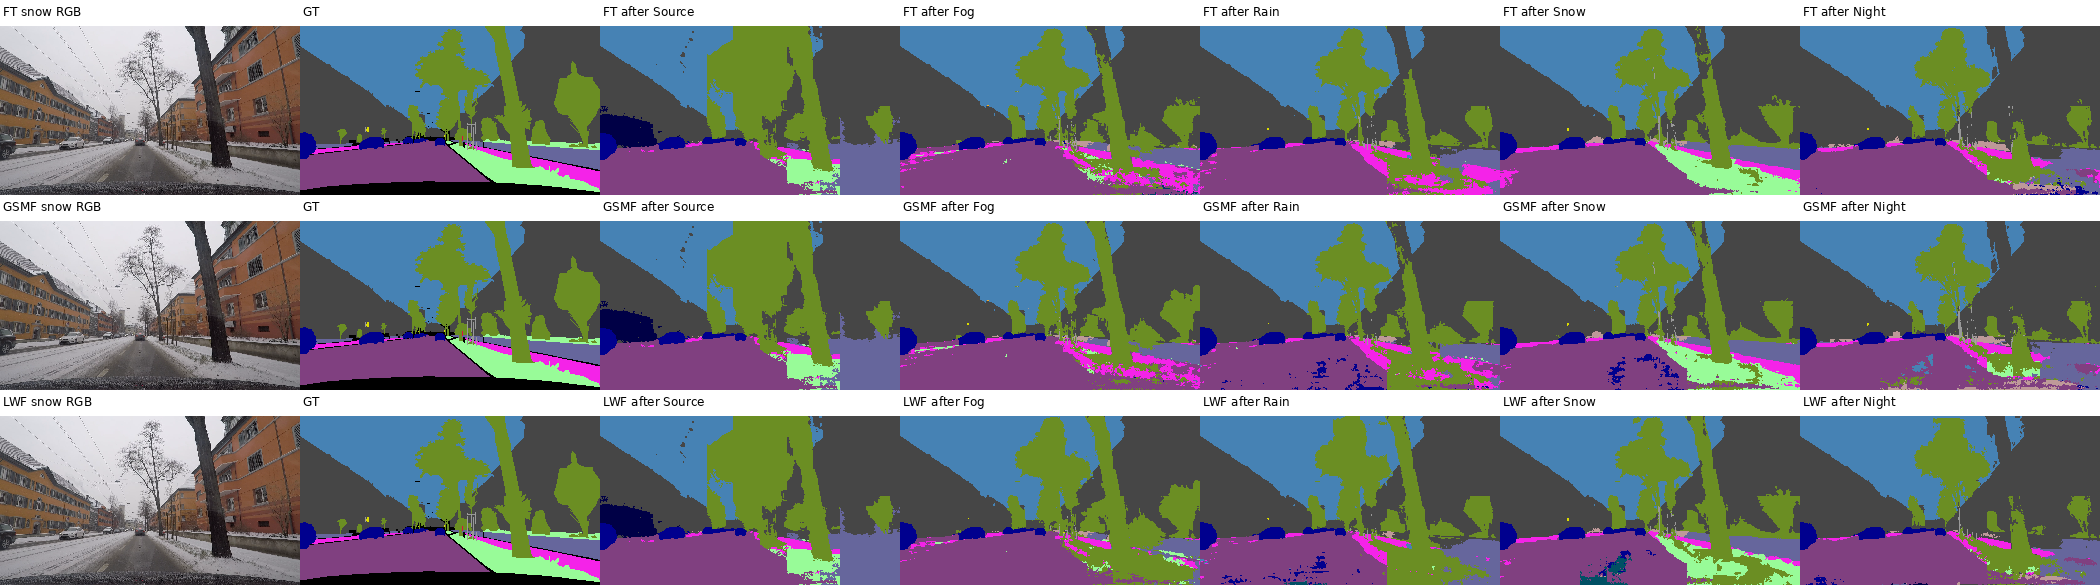 FT snow RGB GT FT after Source FT after Fog FT after Rain FT after Snow FT after Night
GSMF snow RGB GT GSMF after Source GSMF after Fog GSMF after Rain GSMF after Snow GSMF after Night
LWF snow RGB GT LWF after Source LWF after Fog LWF after Rain LWF after Snow LWF after Night